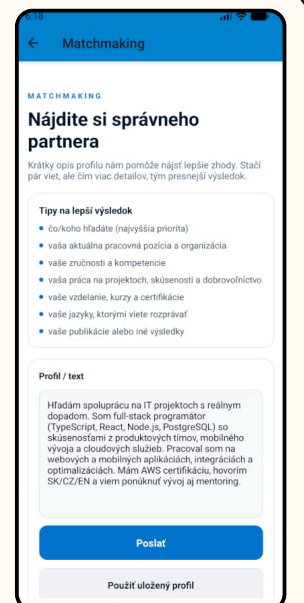 6:18
Matchmaking
MATCHMAKING
Nájdite si správneho
partnera
Krátky opis profilu nám pomôže nájsť lepšie zhody. Stačí
pár viet, ale čím viac detailov, tým presnejší výsledok.
Tipy na lepší výsledok
čo/koho hľadáte (najvyššia priorita)
vaša aktuálna pracovná pozícia a organizácia
vaše zručnosti a kompetencie
vaša práca na projektoch, skúsenosti a dobrovoľníctvo
vaše vzdelanie, kurzy a certifikácie
vaše jazyky, ktorými viete rozprávať
vaše publikácie alebo iné výsledky
Profil / text
Hľadám spoluprácu na IT projektoch s reálnym
dopadom. Som full-stack programátor
(TypeScript, React, Node.js, PostgreSQL) so
skúsenosťami z produktových tímov, mobilného
vývoja a cloudových služieb. Pracoval som na
webových a mobilných aplikáciách, integráciách a
optimalizáciách. Mám AWS certifikáciu, hovorím
SK/CZ/EN a viem ponúknuť vývoj aj mentoring.
Poslať
Použiť uložený profil